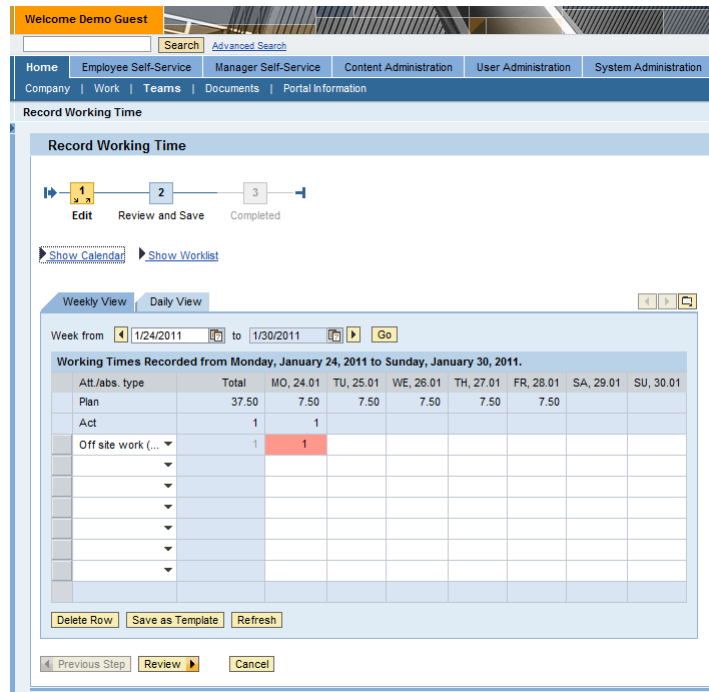 Welcome Demo Guest
Search Advanced Search
Home Employee Self-Service Manager Self-Service Content Administration User Administration System Administration
Company | Work | Teams | Documents | Portal Information
Record Working Time
Record Working Time
1 2 3
Edit Review and Save Completed
Show Calendar Show Worklist
Weekly View Daily View
Week from 1/24/2011 to 1/30/2011 Go
Working Times Recorded from Monday, January 24, 2011 to Sunday, January 30, 2011.
Att./abs. type Total MO, 24.01 TU, 25.01 WE, 26.01 TH, 27.01 FR, 28.01 SA, 29.01 SU, 30.01
Plan 37.50 7.50 7.50 7.50 7.50 7.50
Act 1 1
Off site work (... 1 1
Delete Row Save as Template Refresh
Previous Step Review Cancel